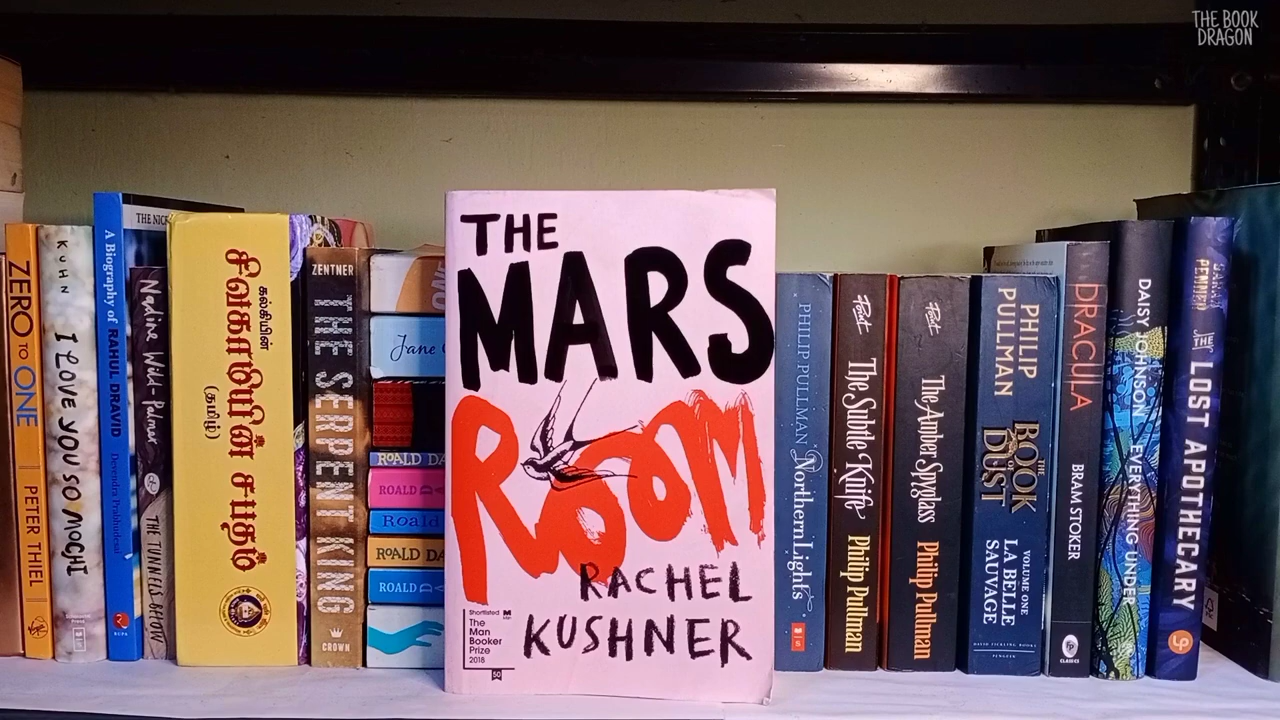 THE BOOK
DRAGON
ZERO TO ONE
PETER THIEL
KUHN
I LOVE YOU SO MOCHI
A Biography of RAHUL DRAVID
Devendra Prabhudesai
RUPA
THE NICK
Nadine Wild-Palmer
THE TUNNELS BELOW
கல்கியின்
சிவகாமியின் சபதம்
(தமிழ்)
ZENTNER
THE SERPENT KING
CROWN
Jane
ROALD DA
ROALD DA
Roald
ROALD DA
ROALD DA
THE
MARS
ROOM
RACHEL
KUSHNER
Shortlisted
The
Man
Booker
Prize
2018
50
PHILIP PULLMAN
Northern Lights
The Subtle Knife
Philip Pullman
The Amber Spyglass
Philip Pullman
PHILIP
PULLMAN
THE
BOOK
OF
DUST
VOLUME ONE
LA BELLE
SAUVAGE
DAVID FICKLING BOOKS
PENGUIN
DRACULA
BRAM STOKER
CLASSICS
DAISY JOHNSON
EVERYTHING UNDER
SARAH
PENNER
THE
LOST APOTHECARY